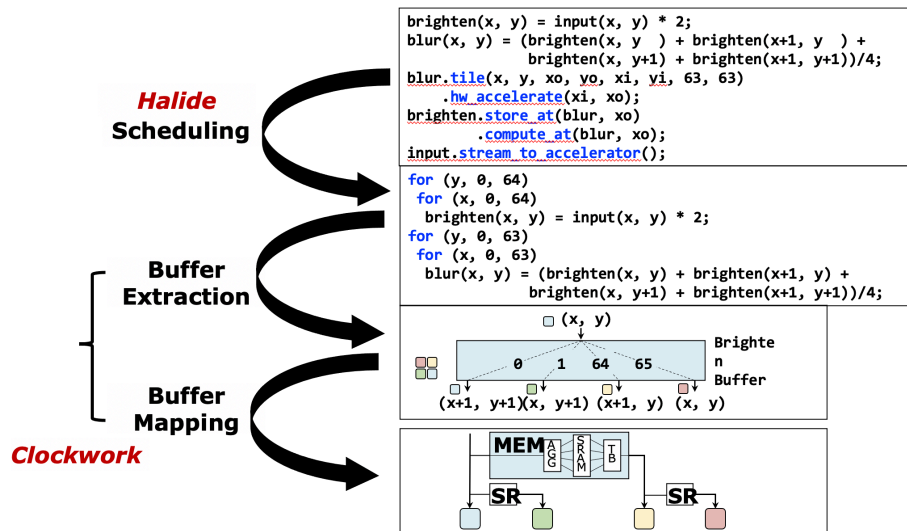 brighten(x, y) = input(x, y) * 2;
blur(x, y) = (brighten(x, y  ) + brighten(x+1, y  ) +
brighten(x, y+1) + brighten(x+1, y+1))/4;
blur.tile(x, y, xo, yo, xi, yi, 63, 63)
.hw_accelerate(xi, xo);
brighten.store_at(blur, xo)
.compute_at(blur, xo);
input.stream_to_accelerator();
Halide
Scheduling
for (y, 0, 64)
for (x, 0, 64)
brighten(x, y) = input(x, y) * 2;
for (y, 0, 63)
for (x, 0, 63)
blur(x, y) = (brighten(x, y) + brighten(x+1, y) +
brighten(x, y+1) + brighten(x+1, y+1))/4;
Buffer
Extraction
(x, y)
0 1 64 65
Brighte
n
Buffer
(x+1, y+1)(x, y+1) (x+1, y) (x, y)
Buffer
Mapping
Clockwork
MEM
AGG
SRAM
TB
SR
SR